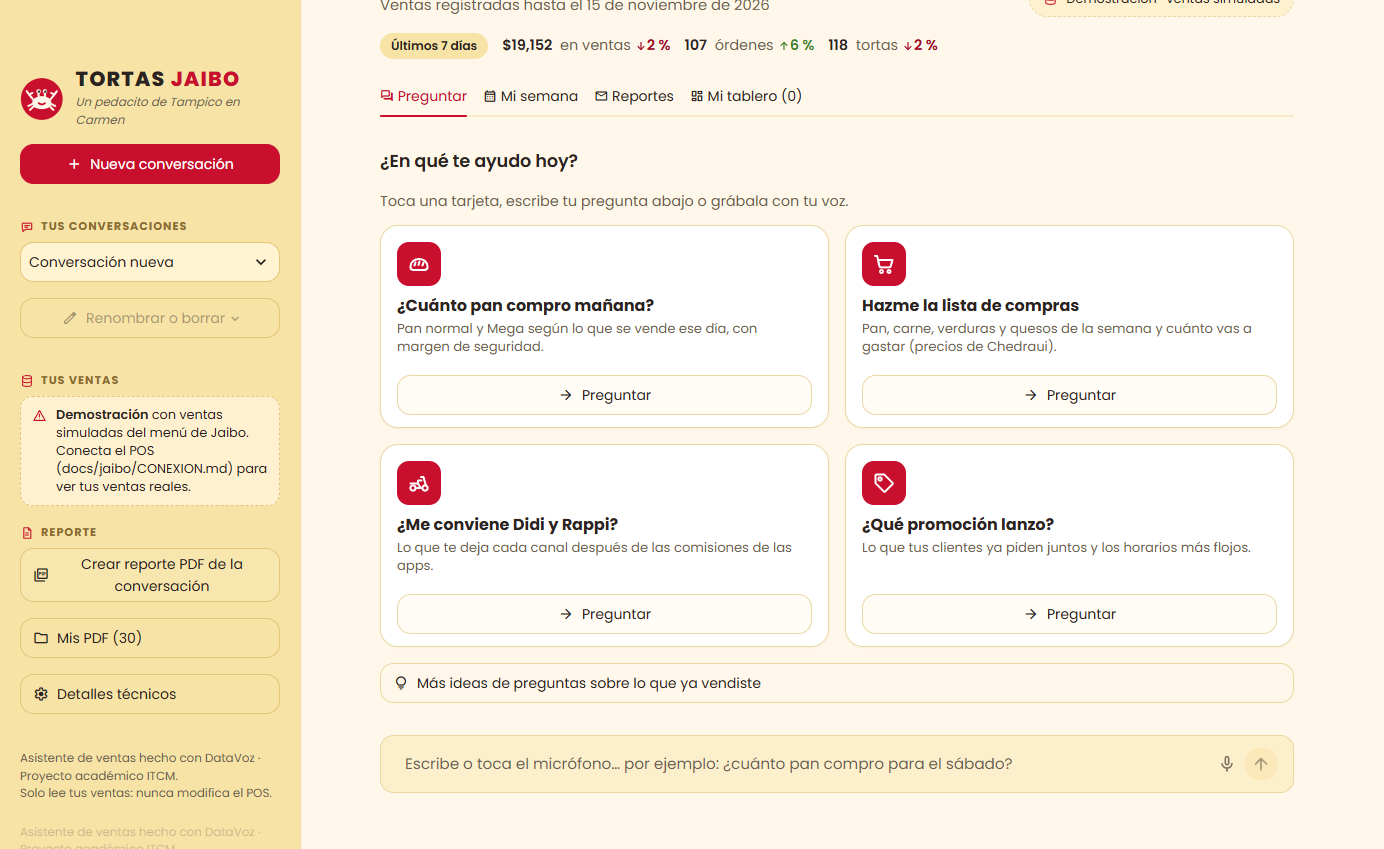 TORTAS JAIBO
Un pedacito de Tampico en
Carmen
Nueva conversación
TUS CONVERSACIONES
Conversación nueva
Renombrar o borrar
TUS VENTAS
Demostración con ventas
simuladas del menú de Jaibo.
Conecta el POS
(docs/jaibo/CONEXION.md) para
ver tus ventas reales.
REPORTE
Crear reporte PDF de la
conversación
Mis PDF (30)
Detalles técnicos
Asistente de ventas hecho con DataVoz ·
Proyecto académico ITCM.
Solo lee tus ventas: nunca modifica el POS.
Asistente de ventas hecho con DataVoz ·
Proyecto académico ITCM.
Ventas registradas hasta el 15 de noviembre de 2026
Demostración · ventas simuladas
Últimos 7 días $19,152 en ventas ↓2 % 107 órdenes ↑6 % 118 tortas ↓2 %
Preguntar Mi semana Reportes Mi tablero (0)
¿En qué te ayudo hoy?
Toca una tarjeta, escribe tu pregunta abajo o grábala con tu voz.
¿Cuánto pan compro mañana?
Pan normal y Mega según lo que se vende ese día, con
margen de seguridad.
→ Preguntar
Hazme la lista de compras
Pan, carne, verduras y quesos de la semana y cuánto vas a
gastar (precios de Chedraui).
→ Preguntar
¿Me conviene Didi y Rappi?
Lo que te deja cada canal después de las comisiones de las
apps.
→ Preguntar
¿Qué promoción lanzo?
Lo que tus clientes ya piden juntos y los horarios más flojos.
→ Preguntar
Más ideas de preguntas sobre lo que ya vendiste
Escribe o toca el micrófono... por ejemplo: ¿cuánto pan compro para el sábado?